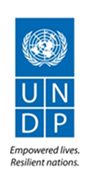 U N
D P
Empowered lives.
Resilient nations.